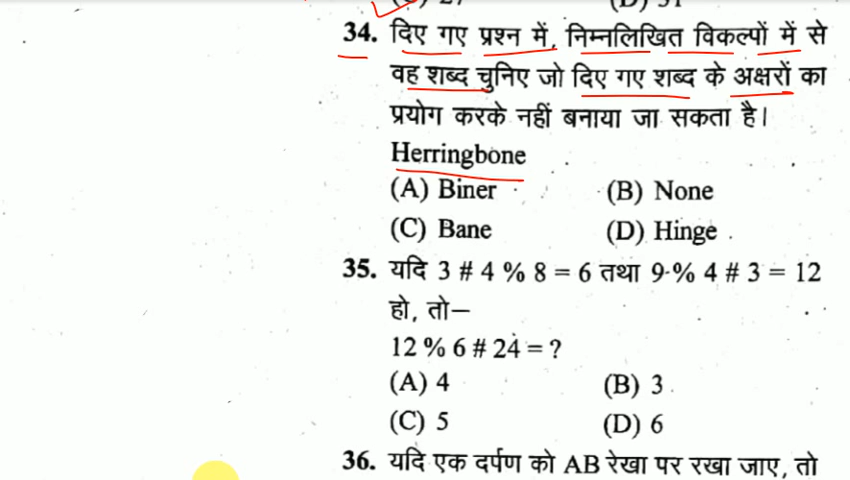 34. दिए गए प्रश्न में, निम्नलिखित विकल्पों में से
वह शब्द चुनिए जो दिए गए शब्द के अक्षरों का
प्रयोग करके नहीं बनाया जा सकता है।
Herringbone
(A) Biner (B) None
(C) Bane (D) Hinge
35. यदि 3 # 4 % 8 = 6 तथा 9 % 4 # 3 = 12
हो, तो—
12 % 6 # 24 = ?
(A) 4 (B) 3
(C) 5 (D) 6
36. यदि एक दर्पण को AB रेखा पर रखा जाए, तो